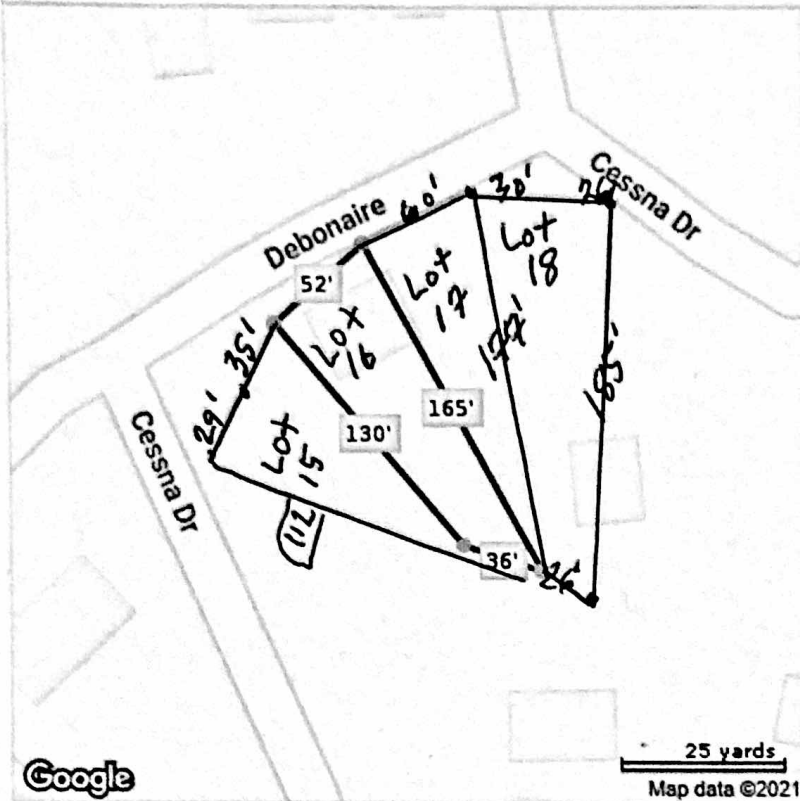 Cessna Dr
Debonaire
60'
30'
26'
52'
Lot
18
Lot
17
177'
Lot
16
35'
185'
165'
130'
29'
Lot
15
Cessna Dr
112
36'
26'
25 yards
Google
Map data ©2021